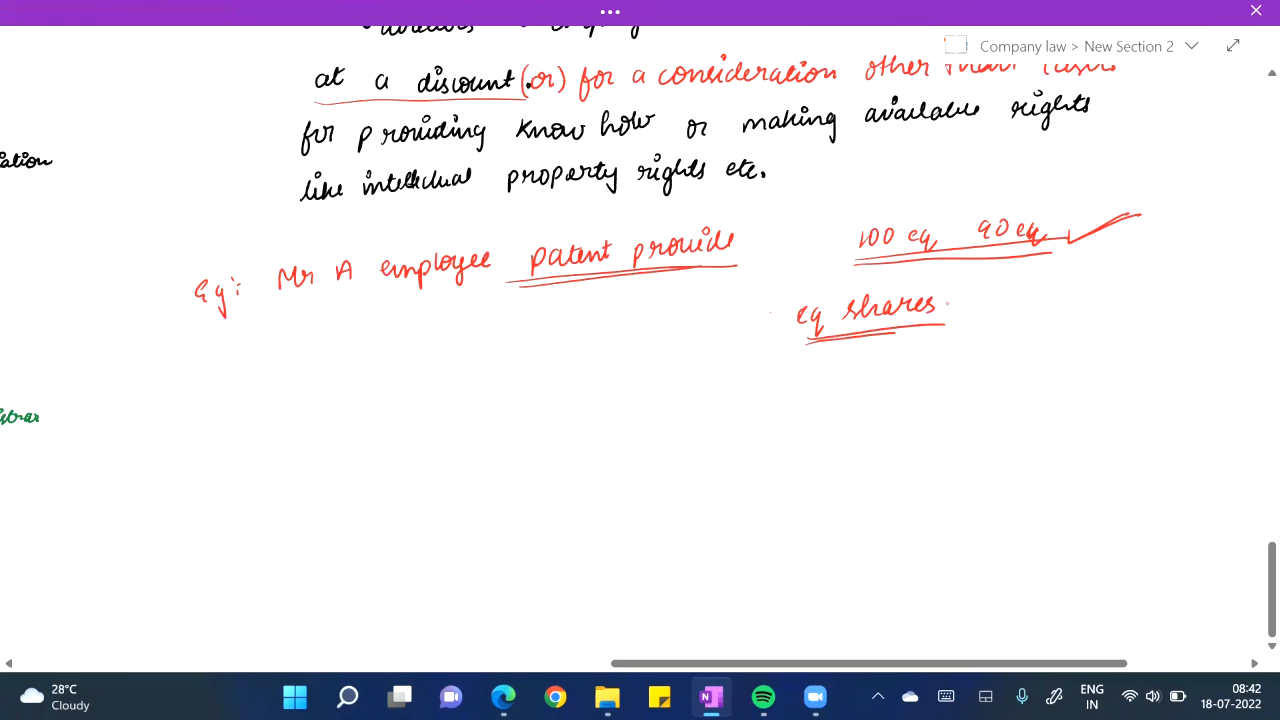 Company law > New Section 2
at a discount. (or) for a consideration other than
for providing know how or making available rights
like intellectual property rights etc.
iation
Eg: Mr A employee patent provide
100 eq 90 eq
eq shares
strar
28°C
Cloudy
ENG
IN
08:42
18-07-2022